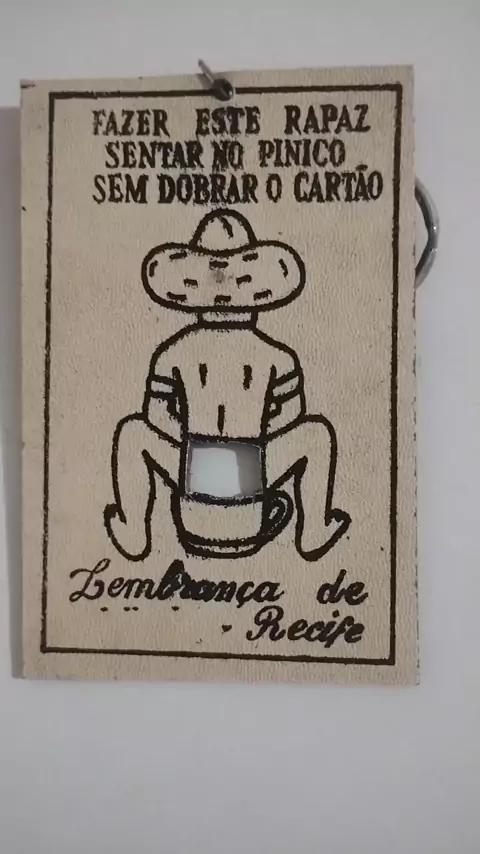 FAZER ESTE RAPAZ
SENTAR NO PINICO
SEM DOBRAR O CARTÃO
Lembrança de
Recife